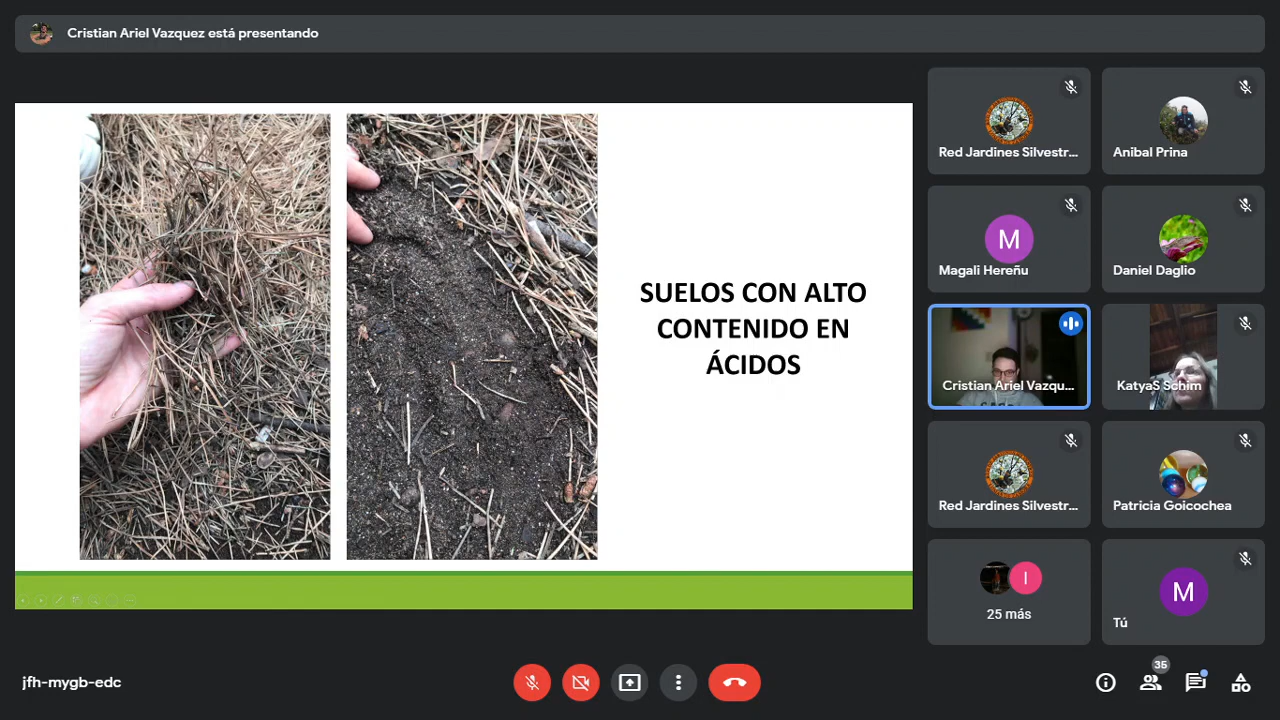 Cristian Ariel Vazquez está presentando
SUELOS CON ALTO
CONTENIDO EN
ÁCIDOS
Red Jardines Silvestr...
Anibal Prina
M
Magali Hereñu
Daniel Daglio
Cristian Ariel Vazqu...
KatyaS Schim
Red Jardines Silvestr...
Patricia Goicochea
I
25 más
M
Tú
jfh-mygb-edc
35